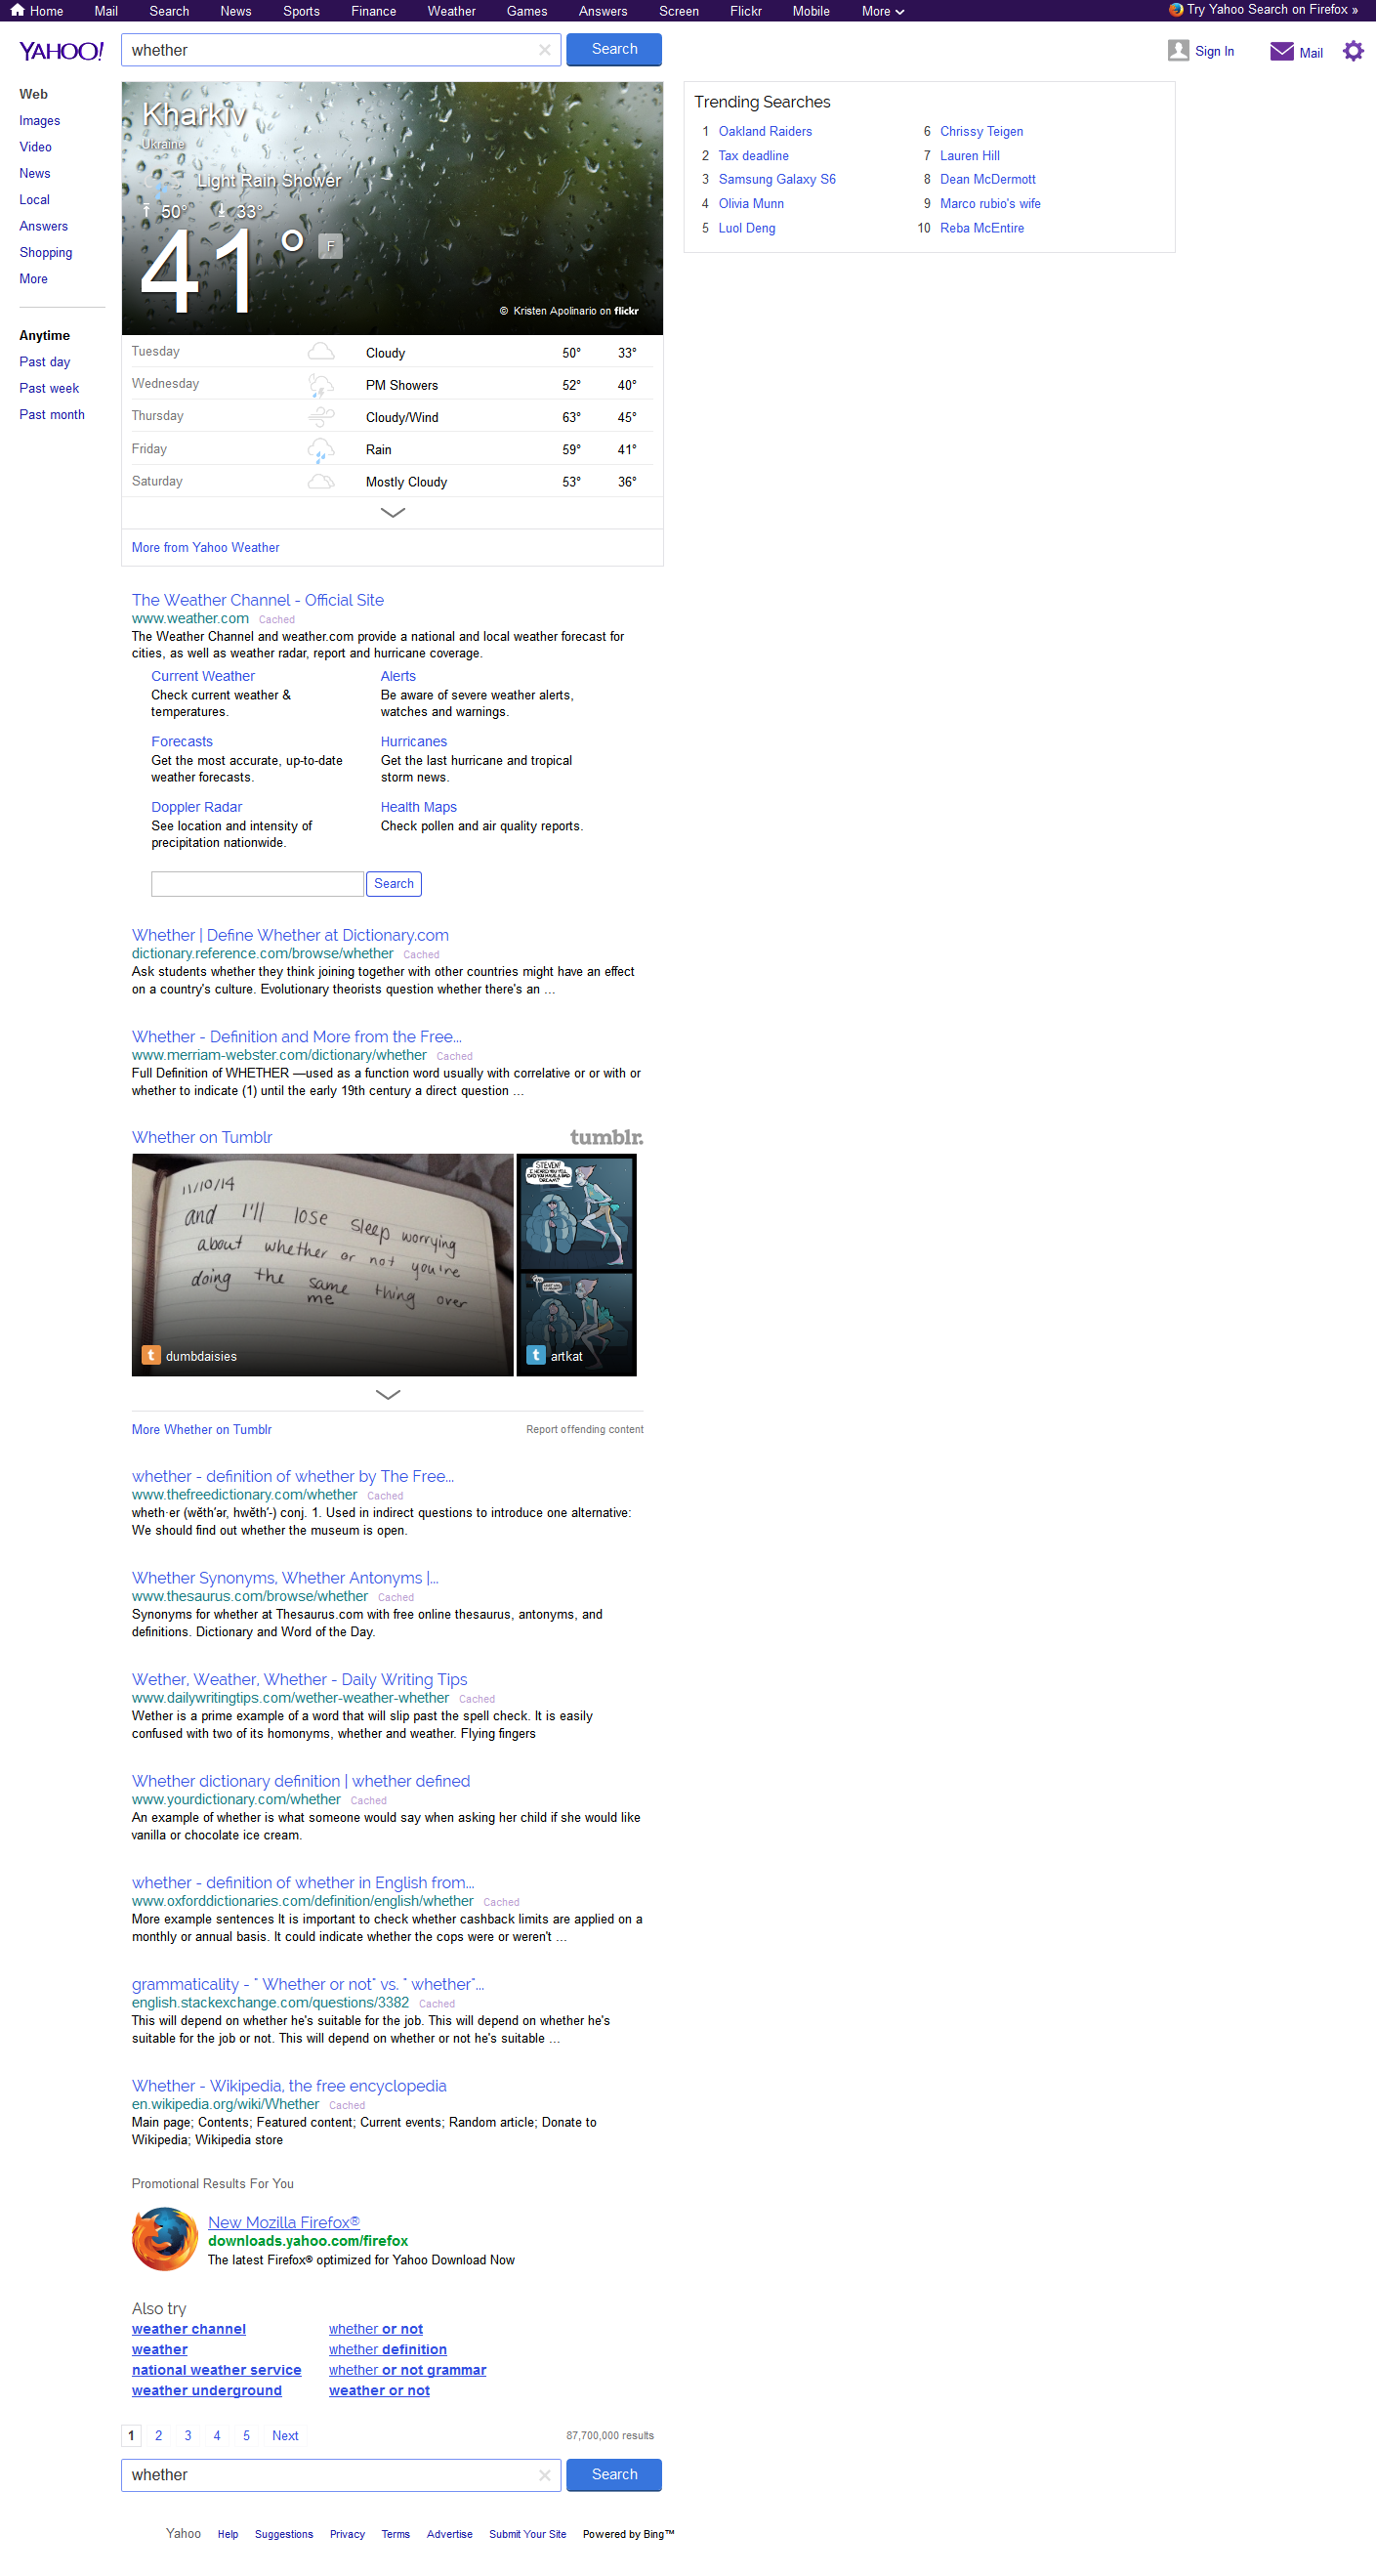 Home Mail Search News Sports Finance Weather Games Answers Screen Flickr Mobile More Try Yahoo Search on Firefox »
YAHOO! whether Search Sign In Mail
Web
Images
Video
News
Local
Answers
Shopping
More
Anytime
Past day
Past week
Past month
Kharkiv
Ukraine
Light Rain Shower
50° 33°
41° F
© Kristen Apolinario on flickr
Tuesday Cloudy 50° 33°
Wednesday PM Showers 52° 40°
Thursday Cloudy/Wind 63° 45°
Friday Rain 59° 41°
Saturday Mostly Cloudy 53° 36°
More from Yahoo Weather
Trending Searches
1 Oakland Raiders
2 Tax deadline
3 Samsung Galaxy S6
4 Olivia Munn
5 Luol Deng
6 Chrissy Teigen
7 Lauren Hill
8 Dean McDermott
9 Marco rubio's wife
10 Reba McEntire
The Weather Channel - Official Site
www.weather.com Cached
The Weather Channel and weather.com provide a national and local weather forecast for
cities, as well as weather radar, report and hurricane coverage.
Current Weather
Check current weather &
temperatures.
Alerts
Be aware of severe weather alerts,
watches and warnings.
Forecasts
Get the most accurate, up-to-date
weather forecasts.
Hurricanes
Get the last hurricane and tropical
storm news.
Doppler Radar
See location and intensity of
precipitation nationwide.
Health Maps
Check pollen and air quality reports.
Search
Whether | Define Whether at Dictionary.com
dictionary.reference.com/browse/whether Cached
Ask students whether they think joining together with other countries might have an effect
on a country's culture. Evolutionary theorists question whether there's an ...
Whether - Definition and More from the Free...
www.merriam-webster.com/dictionary/whether Cached
Full Definition of WHETHER —used as a function word usually with correlative or or with or
whether to indicate (1) until the early 19th century a direct question ...
Whether on Tumblr tumblr.
11/10/14
and I'll lose sleep worrying
about whether or not you're
doing the same thing over
me
dumbdaisies
STEVEN!
I HEARD YOU YELL.
DID YOU HAVE A BAD
DREAM?
artkat
More Whether on Tumblr Report offending content
whether - definition of whether by The Free...
www.thefreedictionary.com/whether Cached
wheth·er (wĕth′ər, hwĕth′-) conj. 1. Used in indirect questions to introduce one alternative:
We should find out whether the museum is open.
Whether Synonyms, Whether Antonyms |...
www.thesaurus.com/browse/whether Cached
Synonyms for whether at Thesaurus.com with free online thesaurus, antonyms, and
definitions. Dictionary and Word of the Day.
Wether, Weather, Whether - Daily Writing Tips
www.dailywritingtips.com/wether-weather-whether Cached
Wether is a prime example of a word that will slip past the spell check. It is easily
confused with two of its homonyms, whether and weather. Flying fingers
Whether dictionary definition | whether defined
www.yourdictionary.com/whether Cached
An example of whether is what someone would say when asking her child if she would like
vanilla or chocolate ice cream.
whether - definition of whether in English from...
www.oxforddictionaries.com/definition/english/whether Cached
More example sentences It is important to check whether cashback limits are applied on a
monthly or annual basis. It could indicate whether the cops were or weren't ...
grammaticality - " Whether or not" vs. " whether"...
english.stackexchange.com/questions/3382 Cached
This will depend on whether he's suitable for the job. This will depend on whether he's
suitable for the job or not. This will depend on whether or not he's suitable ...
Whether - Wikipedia, the free encyclopedia
en.wikipedia.org/wiki/Whether Cached
Main page; Contents; Featured content; Current events; Random article; Donate to
Wikipedia; Wikipedia store
Promotional Results For You
New Mozilla Firefox®
downloads.yahoo.com/firefox
The latest Firefox® optimized for Yahoo Download Now
Also try
weather channel whether or not
weather whether definition
national weather service whether or not grammar
weather underground weather or not
1 2 3 4 5 Next 87,700,000 results
whether Search
Yahoo Help Suggestions Privacy Terms Advertise Submit Your Site Powered by Bing™